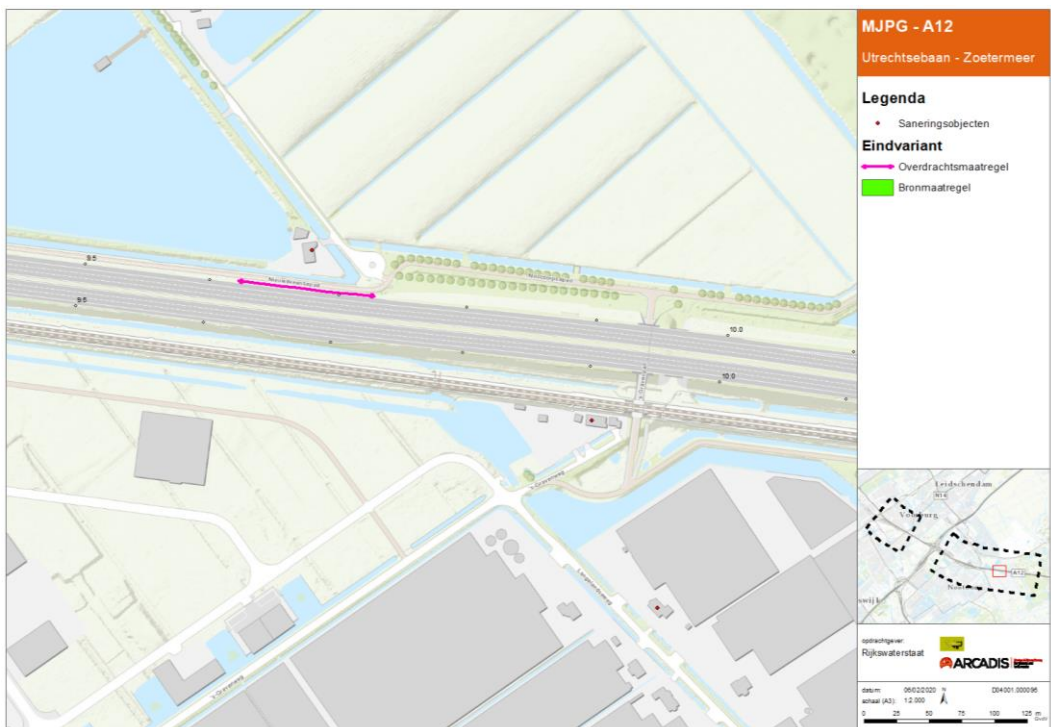 MJPG - A12
Utrechtsebaan - Zoetermeer
Legenda
Saneringsobjecten
Eindvariant
Overdrachtsmaatregel
Bronmaatregel
9.5
9.5
10.0
10.0
's-Gravenweg
's-Gravenweg
Leidschendam
Voorburg
A12
opdrachtgever:
Rijkswaterstaat
ARCADIS
datum: 06/02/2020 N
schaal (A3): 1:2.000
0 25 50 75 100 125 m